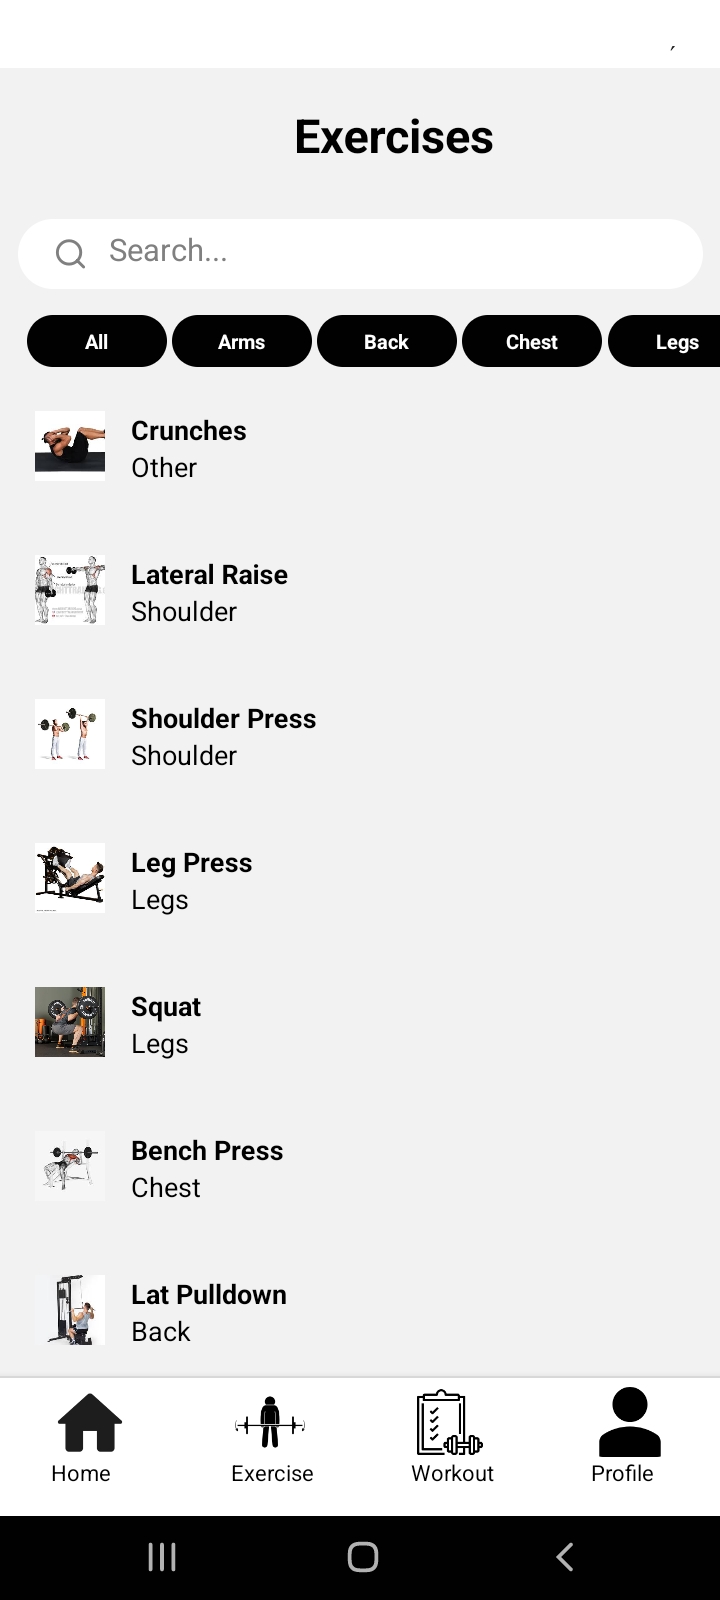 Exercises
Search...
All
Arms
Back
Chest
Legs
Crunches
Other
Lateral Raise
Shoulder
Shoulder Press
Shoulder
Leg Press
Legs
Squat
Legs
Bench Press
Chest
Lat Pulldown
Back
Home
Exercise
Workout
Profile